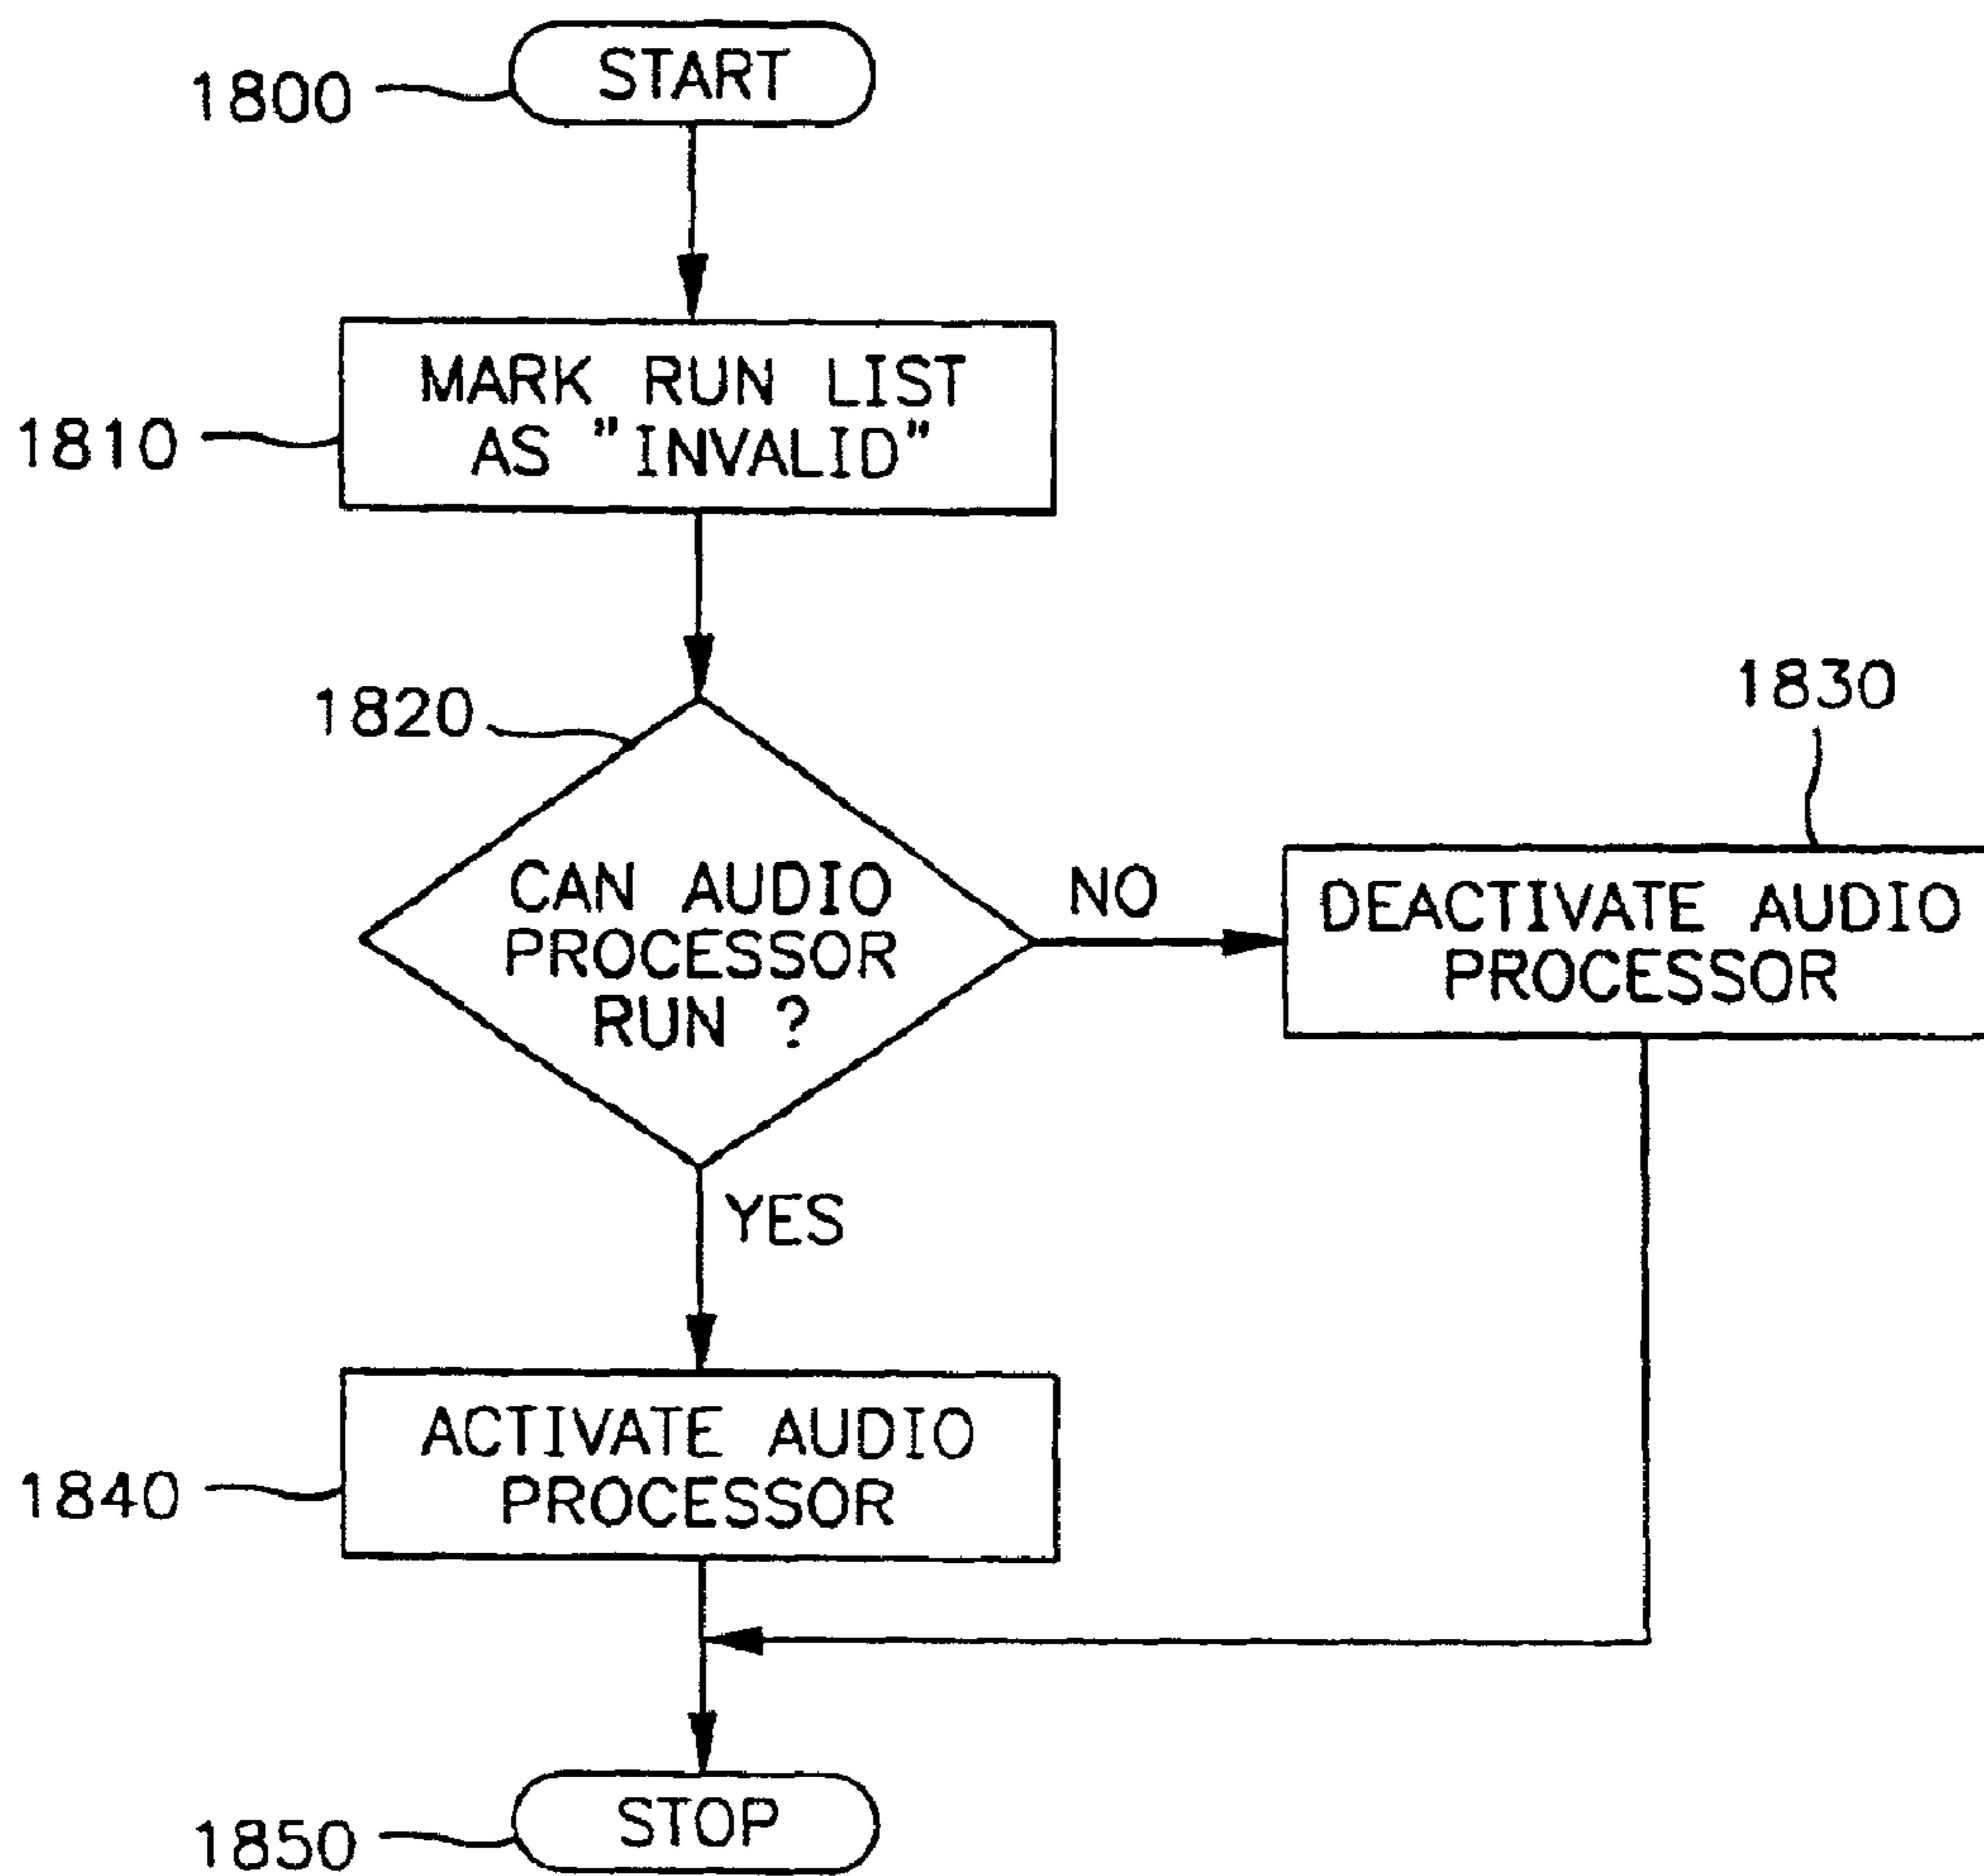 START
1800
MARK RUN LIST
AS "INVALID"
1810
1820
1830
CAN AUDIO
PROCESSOR
RUN ?
NO
DEACTIVATE AUDIO
PROCESSOR
YES
ACTIVATE AUDIO
PROCESSOR
1840
STOP
1850